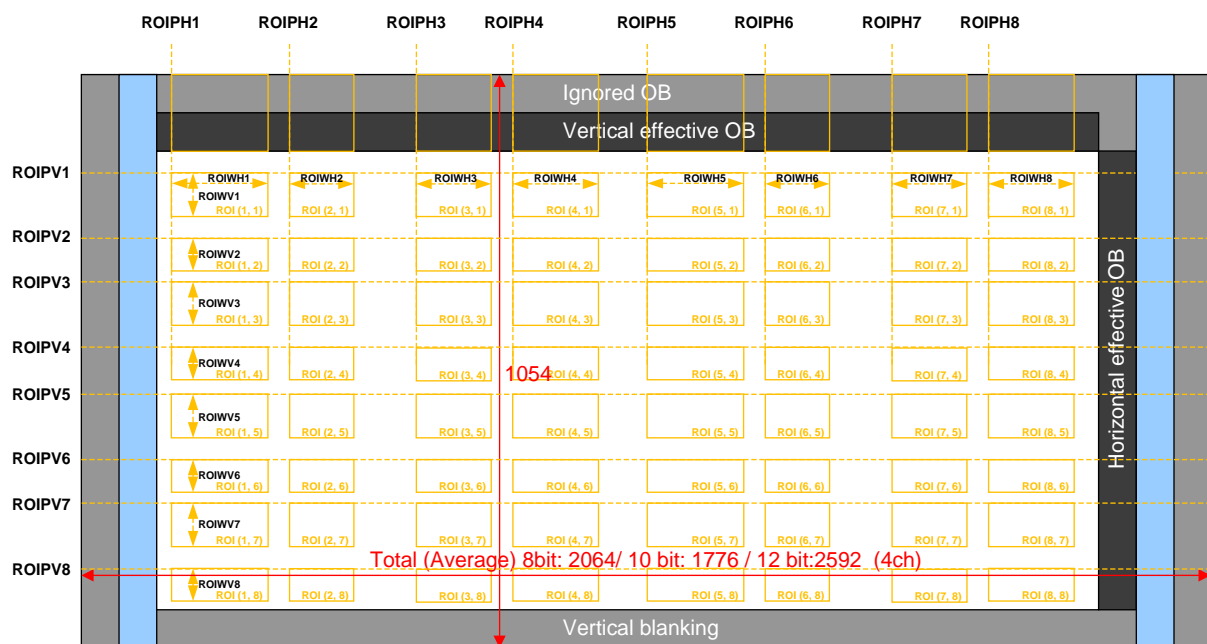 ROIPH1 ROIPH2 ROIPH3 ROIPH4 ROIPH5 ROIPH6 ROIPH7 ROIPH8
Ignored OB
Vertical effective OB
ROIPV1
ROIWH1 ROIWH2 ROIWH3 ROIWH4 ROIWH5 ROIWH6 ROIWH7 ROIWH8
ROIWV1
ROI (1, 1) ROI (2, 1) ROI (3, 1) ROI (4, 1) ROI (5, 1) ROI (6, 1) ROI (7, 1) ROI (8, 1)
ROIPV2
ROIWV2
ROI (1, 2) ROI (2, 2) ROI (3, 2) ROI (4, 2) ROI (5, 2) ROI (6, 2) ROI (7, 2) ROI (8, 2)
ROIPV3
ROIWV3
ROI (1, 3) ROI (2, 3) ROI (3, 3) ROI (4, 3) ROI (5, 3) ROI (6, 3) ROI (7, 3) ROI (8, 3)
ROIPV4
ROIWV4
ROI (1, 4) ROI (2, 4) ROI (3, 4) 1054 ROI (4, 4) ROI (5, 4) ROI (6, 4) ROI (7, 4) ROI (8, 4)
ROIPV5
ROIWV5
ROI (1, 5) ROI (2, 5) ROI (3, 5) ROI (4, 5) ROI (5, 5) ROI (6, 5) ROI (7, 5) ROI (8, 5)
Horizontal effective OB
ROIPV6
ROIWV6
ROI (1, 6) ROI (2, 6) ROI (3, 6) ROI (4, 6) ROI (5, 6) ROI (6, 6) ROI (7, 6) ROI (8, 6)
ROIPV7
ROIWV7
ROI (1, 7) ROI (2, 7) ROI (3, 7) ROI (4, 7) ROI (5, 7) ROI (6, 7) ROI (7, 7) ROI (8, 7)
Total (Average) 8bit: 2064/ 10 bit: 1776 / 12 bit:2592 (4ch)
ROIPV8
ROIWV8
ROI (1, 8) ROI (2, 8) ROI (3, 8) ROI (4, 8) ROI (5, 8) ROI (6, 8) ROI (7, 8) ROI (8, 8)
Vertical blanking